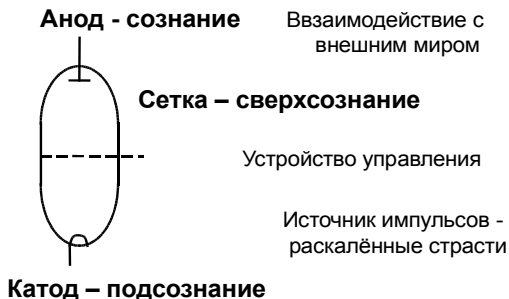 Анод - сознание
Ввзаимодействие с
внешним миром
Сетка – сверхсознание
Устройство управления
Источник импульсов -
раскалённые страсти
Катод – подсознание